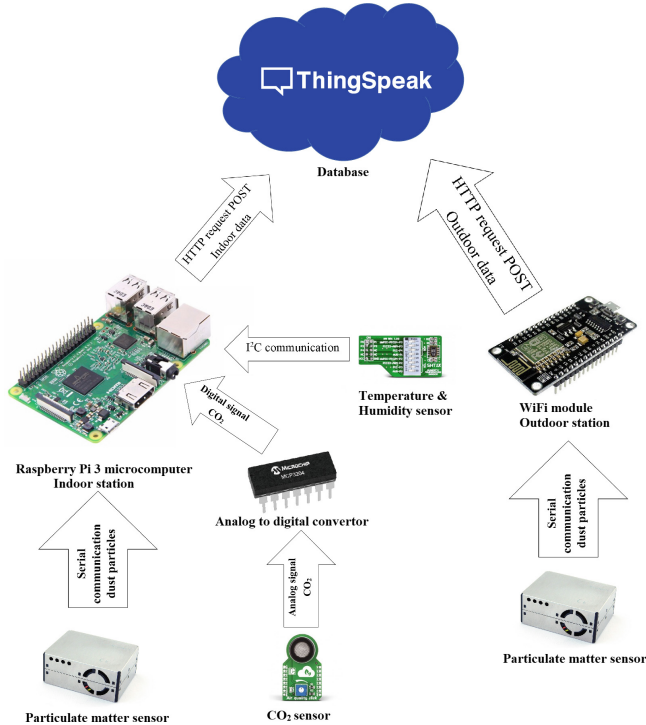 ThingSpeak
Database
HTTP request POST
Indoor data
HTTP request POST
Outdoor data
I²C communication
Temperature &
Humidity sensor
WiFi module
Outdoor station
Digital signal
CO₂
Raspberry Pi 3 microcomputer
Indoor station
MICROCHIP
MCP3204
Analog to digital convertor
Serial
communication
dust particles
Analog signal
CO₂
Serial
communication
dust particles
Particulate matter sensor
CO₂ sensor
Particulate matter sensor